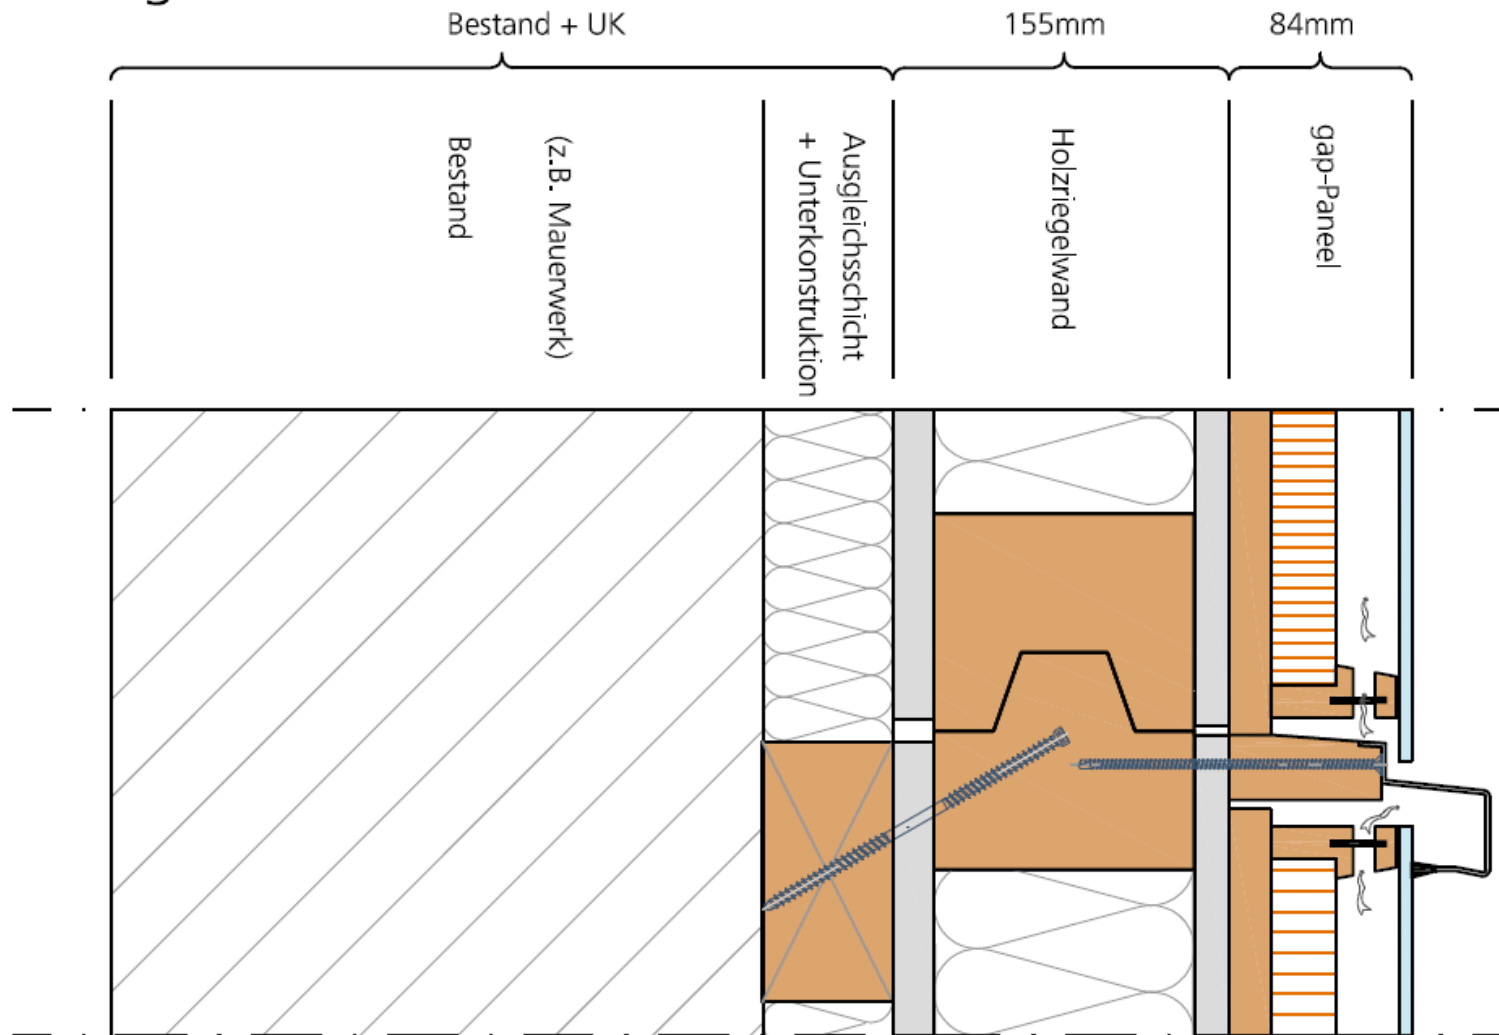 Bestand + UK
155mm
84mm
Bestand
(z.B. Mauerwerk)
Ausgleichsschicht
+ Unterkonstruktion
Holzriegelwand
gap-Paneel